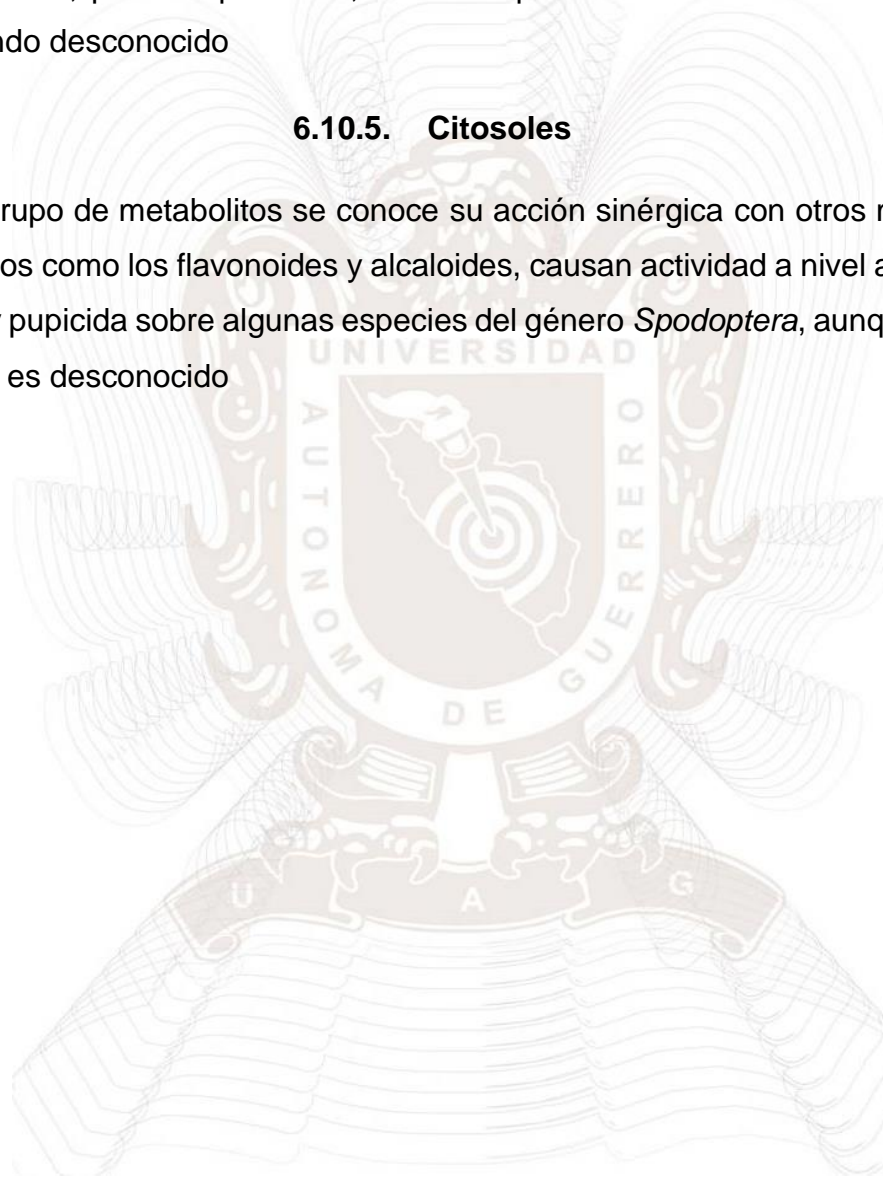 ndo desconocido
6.10.5. Citosoles
rupo de metabolitos se conoce su acción sinérgica con otros
os como los flavonoides y alcaloides, causan actividad a nivel
pupicida sobre algunas especies del género Spodoptera, aunq
es desconocido
UNIVERSIDAD
AUTONOMA DE GUERRERO
U A G